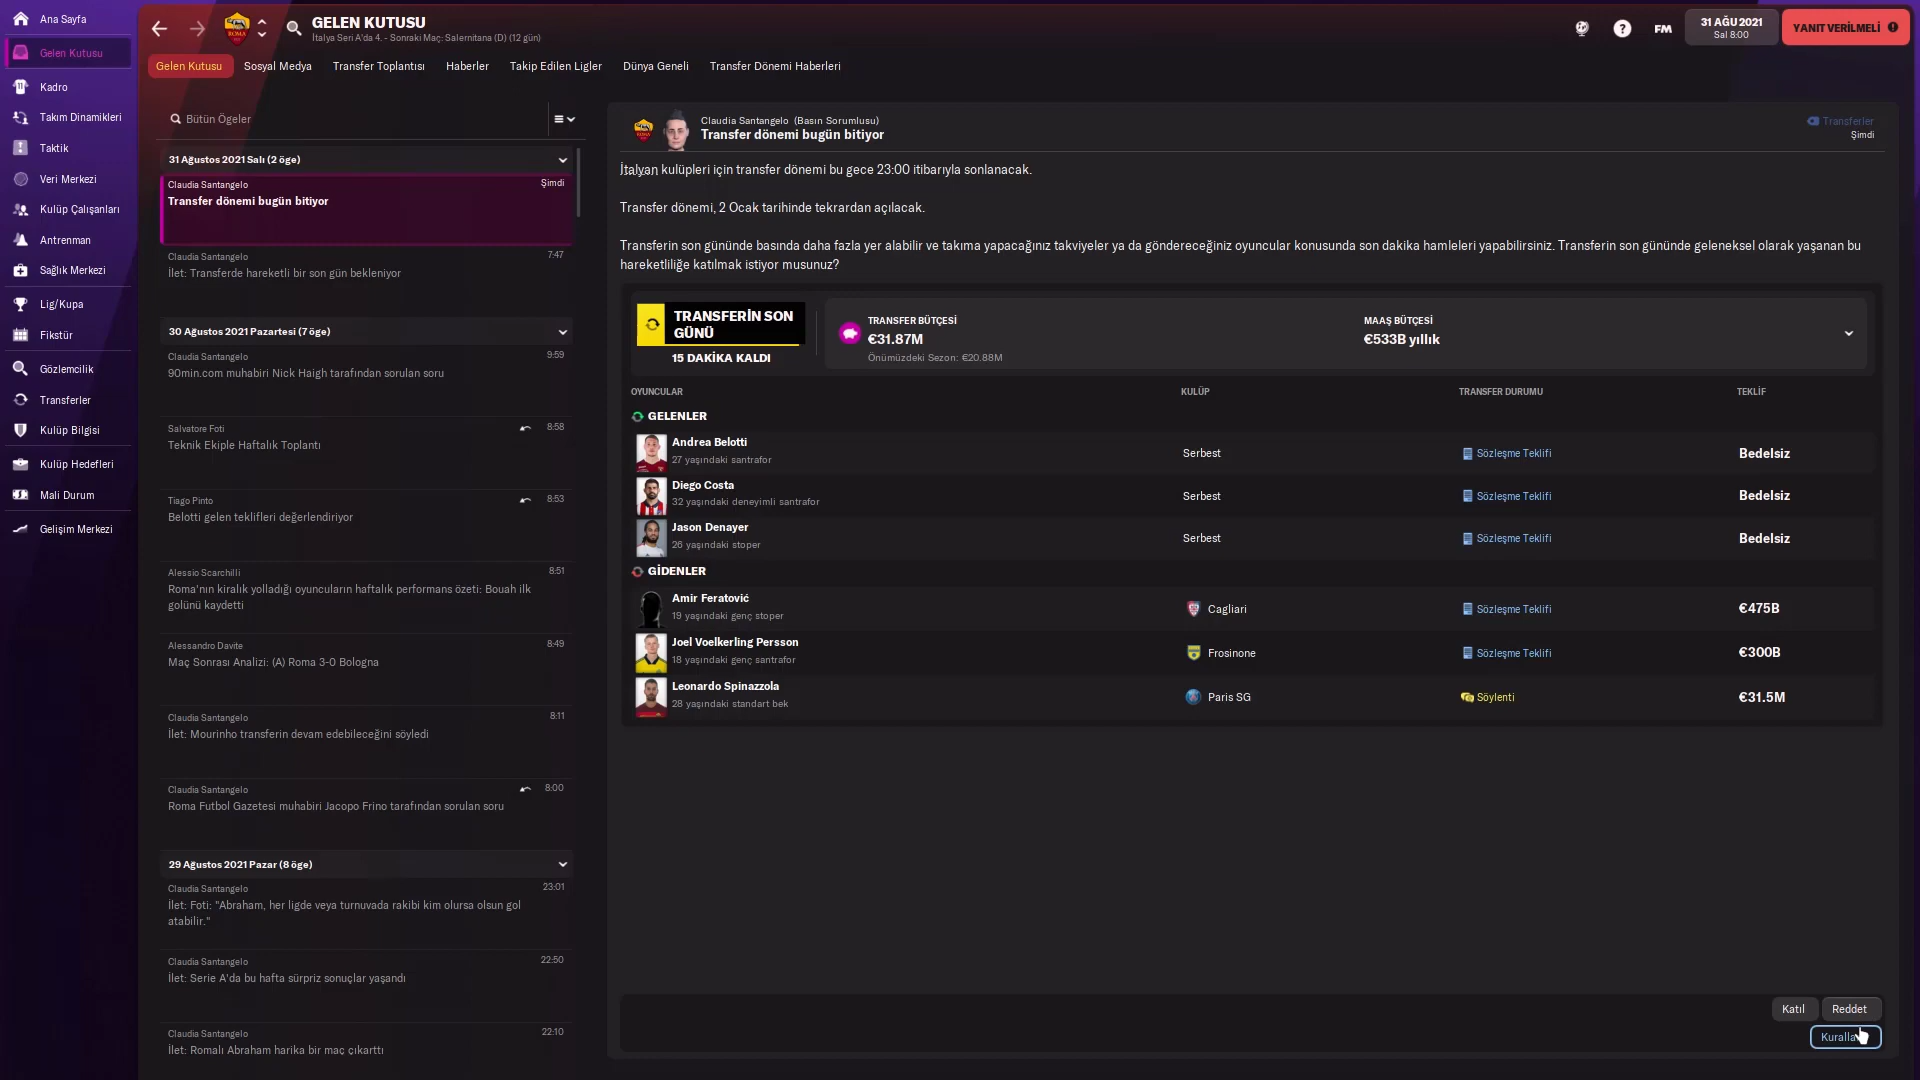 Ana Sayfa
Gelen Kutusu
Kadro
Takım Dinamikleri
Taktik
Veri Merkezi
Kulüp Çalışanları
Antrenman
Sağlık Merkezi
Lig/Kupa
Fikstür
Gözlemcilik
Transferler
Kulüp Bilgisi
Kulüp Hedefleri
Mali Durum
Gelişim Merkezi
GELEN KUTUSU
İtalya Seri A'da 4. - Sonraki Maç: Salernitana (D) (12 gün)
FM
31 AĞU 2021
Sal 8:00
YANIT VERİLMELİ
Gelen Kutusu Sosyal Medya Transfer Toplantısı Haberler Takip Edilen Ligler Dünya Geneli Transfer Dönemi Haberleri
Bütün Ögeler
31 Ağustos 2021 Salı (2 öge)
Claudia Santangelo Şimdi
Transfer dönemi bugün bitiyor
Claudia Santangelo 7:47
İlet: Transferde hareketli bir son gün bekleniyor
30 Ağustos 2021 Pazartesi (7 öge)
Claudia Santangelo 9:59
90min.com muhabiri Nick Haigh tarafından sorulan soru
Salvatore Foti 8:58
Teknik Ekiple Haftalık Toplantı
Tiago Pinto 8:53
Belotti gelen teklifleri değerlendiriyor
Alessio Scarchilli 8:51
Roma'nın kiralık yolladığı oyuncuların haftalık performans özeti: Bouah ilk
golünü kaydetti
Alessandro Davite 8:49
Maç Sonrası Analizi: (A) Roma 3-0 Bologna
Claudia Santangelo 8:11
İlet: Mourinho transferin devam edebileceğini söyledi
Claudia Santangelo 8:00
Roma Futbol Gazetesi muhabiri Jacopo Frino tarafından sorulan soru
29 Ağustos 2021 Pazar (8 öge)
Claudia Santangelo 23:01
İlet: Foti: "Abraham, her ligde veya turnuvada rakibi kim olursa olsun gol
atabilir."
Claudia Santangelo 22:50
İlet: Serie A'da bu hafta sürpriz sonuçlar yaşandı
Claudia Santangelo 22:10
İlet: Romalı Abraham harika bir maç çıkarttı
Claudia Santangelo (Basın Sorumlusu)
Transfer dönemi bugün bitiyor
Transferler
Şimdi
İtalyan kulüpleri için transfer dönemi bu gece 23:00 itibarıyla sonlanacak.
Transfer dönemi, 2 Ocak tarihinde tekrardan açılacak.
Transferin son gününde basında daha fazla yer alabilir ve takıma yapacağınız takviyeler ya da göndereceğiniz oyuncular konusunda son dakika hamleleri yapabilirsiniz. Transferin son gününde geleneksel olarak yaşanan bu
hareketliliğe katılmak istiyor musunuz?
TRANSFERİN SON
GÜNÜ
15 DAKİKA KALDI
TRANSFER BÜTÇESİ
€31.87M
Önümüzdeki Sezon: €20.88M
MAAŞ BÜTÇESİ
€533B yıllık
OYUNCULAR KULÜP TRANSFER DURUMU TEKLİF
GELENLER
Andrea Belotti
27 yaşındaki santrafor
Serbest Sözleşme Teklifi Bedelsiz
Diego Costa
32 yaşındaki deneyimli santrafor
Serbest Sözleşme Teklifi Bedelsiz
Jason Denayer
26 yaşındaki stoper
Serbest Sözleşme Teklifi Bedelsiz
GİDENLER
Amir Feratović
19 yaşındaki genç stoper
Cagliari Sözleşme Teklifi €475B
Joel Voelkerling Persson
18 yaşındaki genç santrafor
Frosinone Sözleşme Teklifi €300B
Leonardo Spinazzola
28 yaşındaki standart bek
Paris SG Söylenti €31.5M
Katıl Reddet